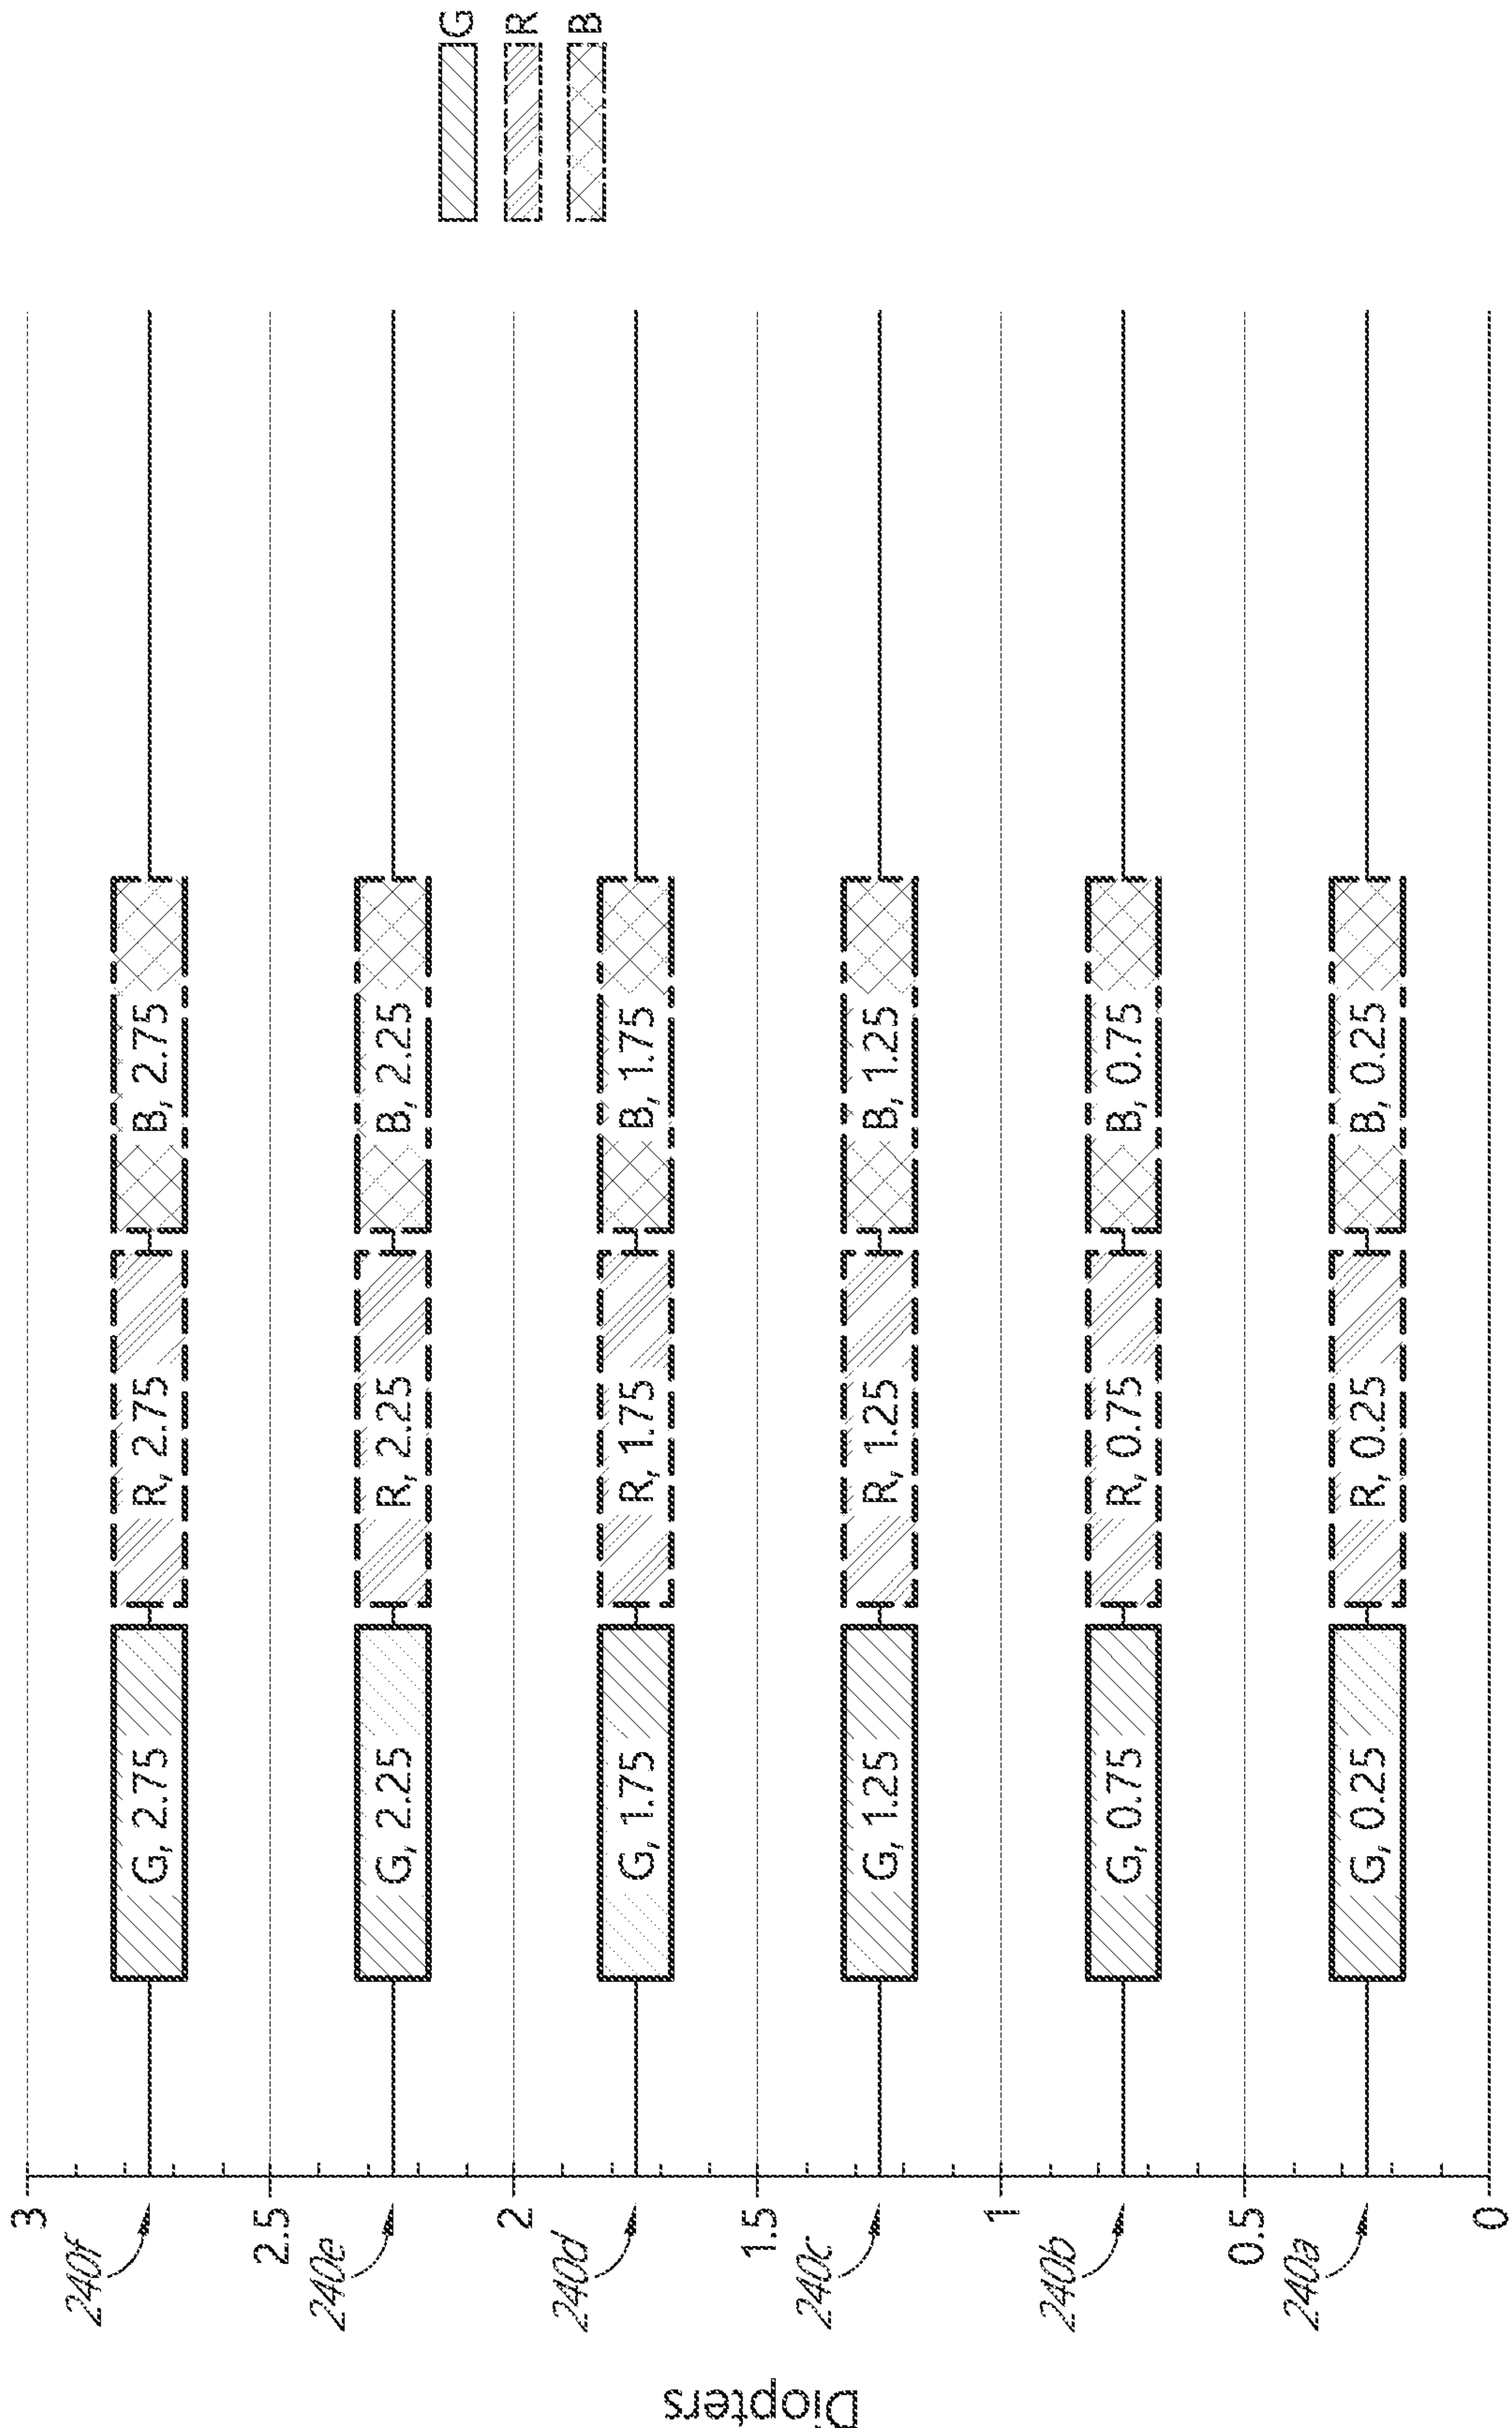 Diopters
3
240f
G, 2.75 R, 2.75 B, 2.75
2.5
240e
G, 2.25 R, 2.25 B, 2.25
2
240d
G, 1.75 R, 1.75 B, 1.75
1.5
240c
G, 1.25 R, 1.25 B, 1.25
1
240b
G, 0.75 R, 0.75 B, 0.75
0.5
240a
G, 0.25 R, 0.25 B, 0.25
0
G
R
B